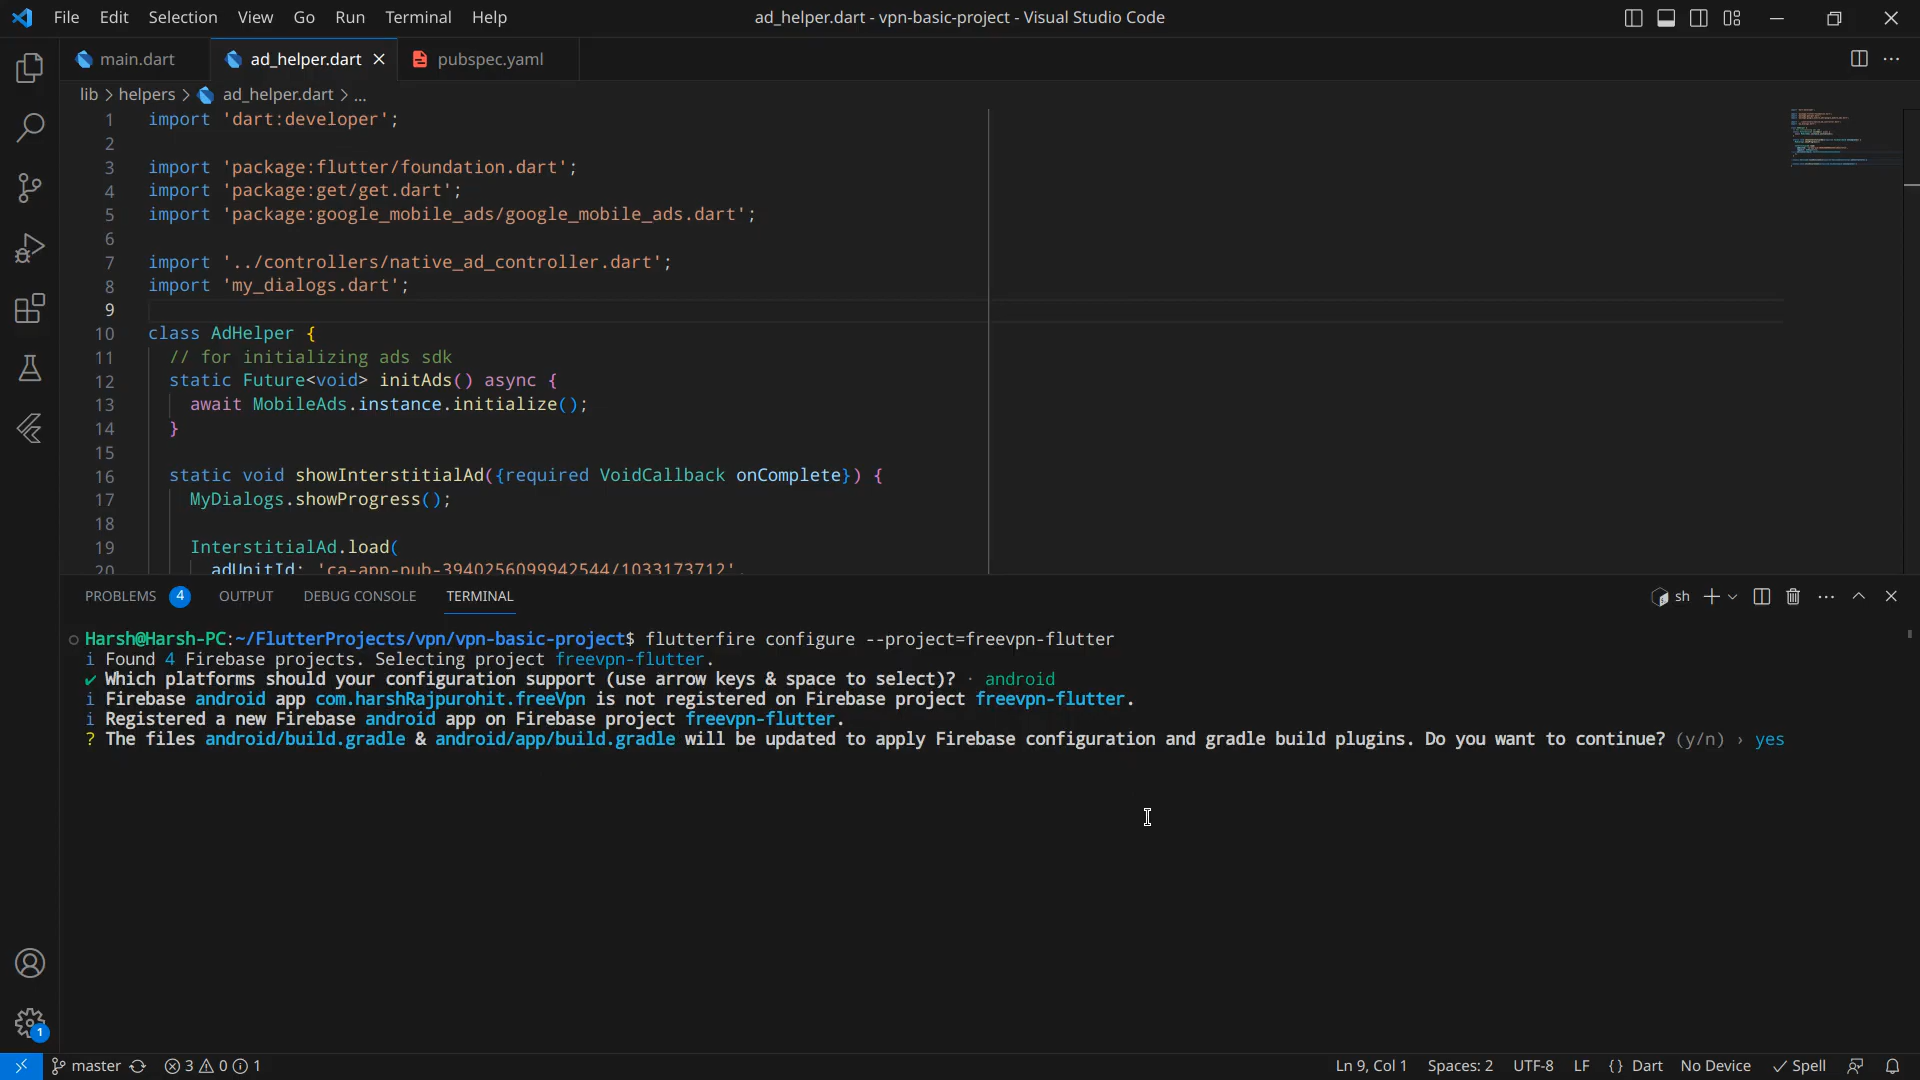 File Edit Selection View Go Run Terminal Help
ad_helper.dart - vpn-basic-project - Visual Studio Code
main.dart
ad_helper.dart
pubspec.yaml
lib > helpers > ad_helper.dart > ...
1 import 'dart:developer';
2
3 import 'package:flutter/foundation.dart';
4 import 'package:get/get.dart';
5 import 'package:google_mobile_ads/google_mobile_ads.dart';
6
7 import '../controllers/native_ad_controller.dart';
8 import 'my_dialogs.dart';
9
10 class AdHelper {
11 // for initializing ads sdk
12 static Future<void> initAds() async {
13 await MobileAds.instance.initialize();
14 }
15
16 static void showInterstitialAd({required VoidCallback onComplete}) {
17 MyDialogs.showProgress();
18
19 InterstitialAd.load(
20 adUnitId: 'ca-app-pub-3940256099942544/1033173712',
PROBLEMS 4 OUTPUT DEBUG CONSOLE TERMINAL
sh
Harsh@Harsh-PC:~/FlutterProjects/vpn/vpn-basic-project$ flutterfire configure --project=freevpn-flutter
i Found 4 Firebase projects. Selecting project freevpn-flutter.
✔ Which platforms should your configuration support (use arrow keys & space to select)? · android
i Firebase android app com.harshRajpurohit.freeVpn is not registered on Firebase project freevpn-flutter.
i Registered a new Firebase android app on Firebase project freevpn-flutter.
? The files android/build.gradle & android/app/build.gradle will be updated to apply Firebase configuration and gradle build plugins. Do you want to continue? (y/n) › yes
1
master 3 0 1 Ln 9, Col 1 Spaces: 2 UTF-8 LF {} Dart No Device Spell